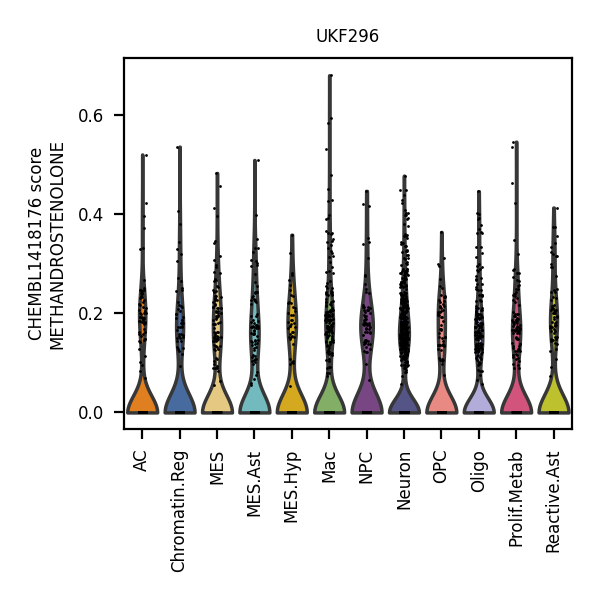 UKF296
CHEMBL1418176 score
METHANDROSTENOLONE
0.6
0.4
0.2
0.0
AC
Chromatin.Reg
MES
MES.Ast
MES.Hyp
Mac
NPC
Neuron
OPC
Oligo
Prolif.Metab
Reactive.Ast